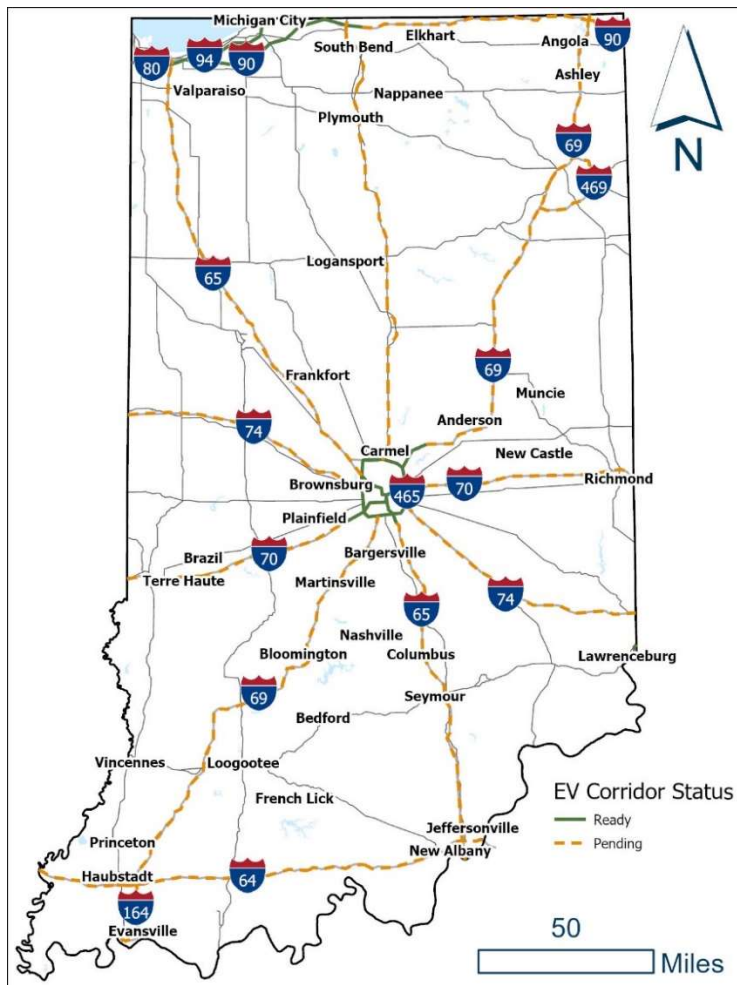 Michigan City
South Bend
Elkhart
Angola
90
80
94
90
Ashley
Valparaiso
Nappanee
Plymouth
N
69
469
Logansport
65
Frankfort
69
Muncie
74
Anderson
Carmel
New Castle
Brownsburg
465
70
Richmond
Plainfield
Bargersville
Brazil
70
Terre Haute
Martinsville
65
74
Nashville
Bloomington
Columbus
Lawrenceburg
69
Seymour
Bedford
Vincennes
Loogootee
EV Corridor Status
French Lick
Ready
Jeffersonville
Princeton
New Albany
Pending
Haubstadt
64
164
Evansville
50
Miles